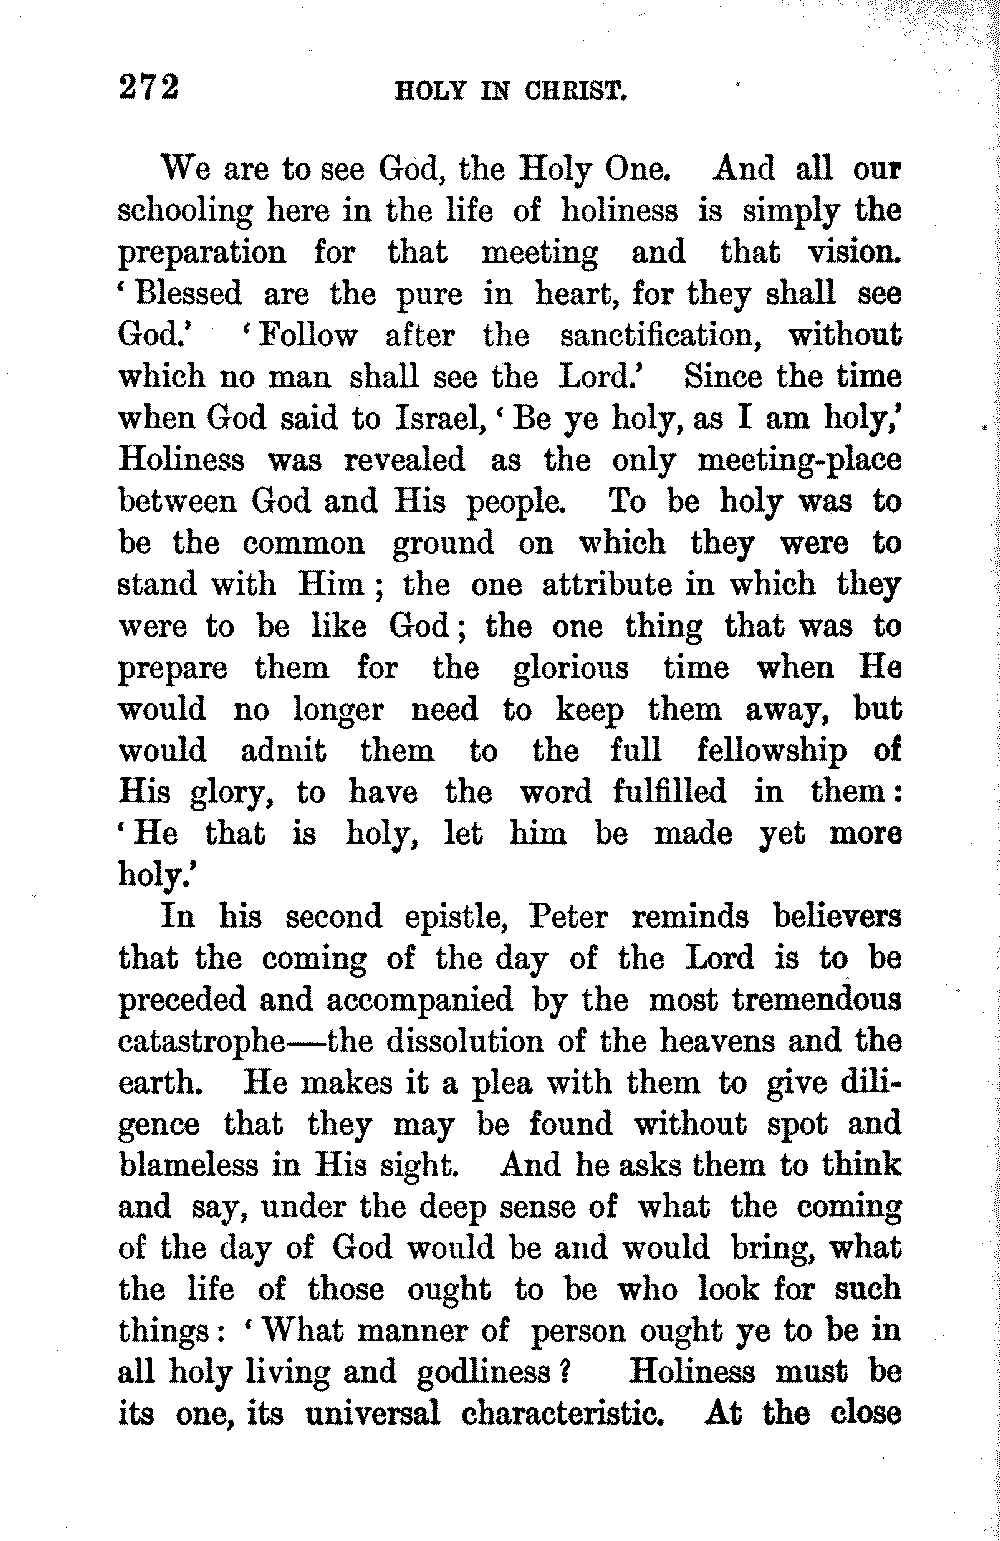 272 HOLY IN CHRIST.
We are to see God, the Holy One. And all our
schooling here in the life of holiness is simply the
preparation for that meeting and that vision.
‘ Blessed are the pure in heart, for they shall see
God.’ ‘ Follow after the sanctification, without
which no man shall see the Lord.’ Since the time
when God said to Israel, ‘ Be ye holy, as I am holy,’
Holiness was revealed as the only meeting-place
between God and His people. To be holy was to
be the common ground on which they were to
stand with Him ; the one attribute in which they
were to be like God ; the one thing that was to
prepare them for the glorious time when He
would no longer need to keep them away, but
would admit them to the full fellowship of
His glory, to have the word fulfilled in them :
‘ He that is holy, let him be made yet more
holy.’
In his second epistle, Peter reminds believers
that the coming of the day of the Lord is to be
preceded and accompanied by the most tremendous
catastrophe—the dissolution of the heavens and the
earth. He makes it a plea with them to give dili-
gence that they may be found without spot and
blameless in His sight. And he asks them to think
and say, under the deep sense of what the coming
of the day of God would be and would bring, what
the life of those ought to be who look for such
things : ‘ What manner of person ought ye to be in
all holy living and godliness ? Holiness must be
its one, its universal characteristic. At the close